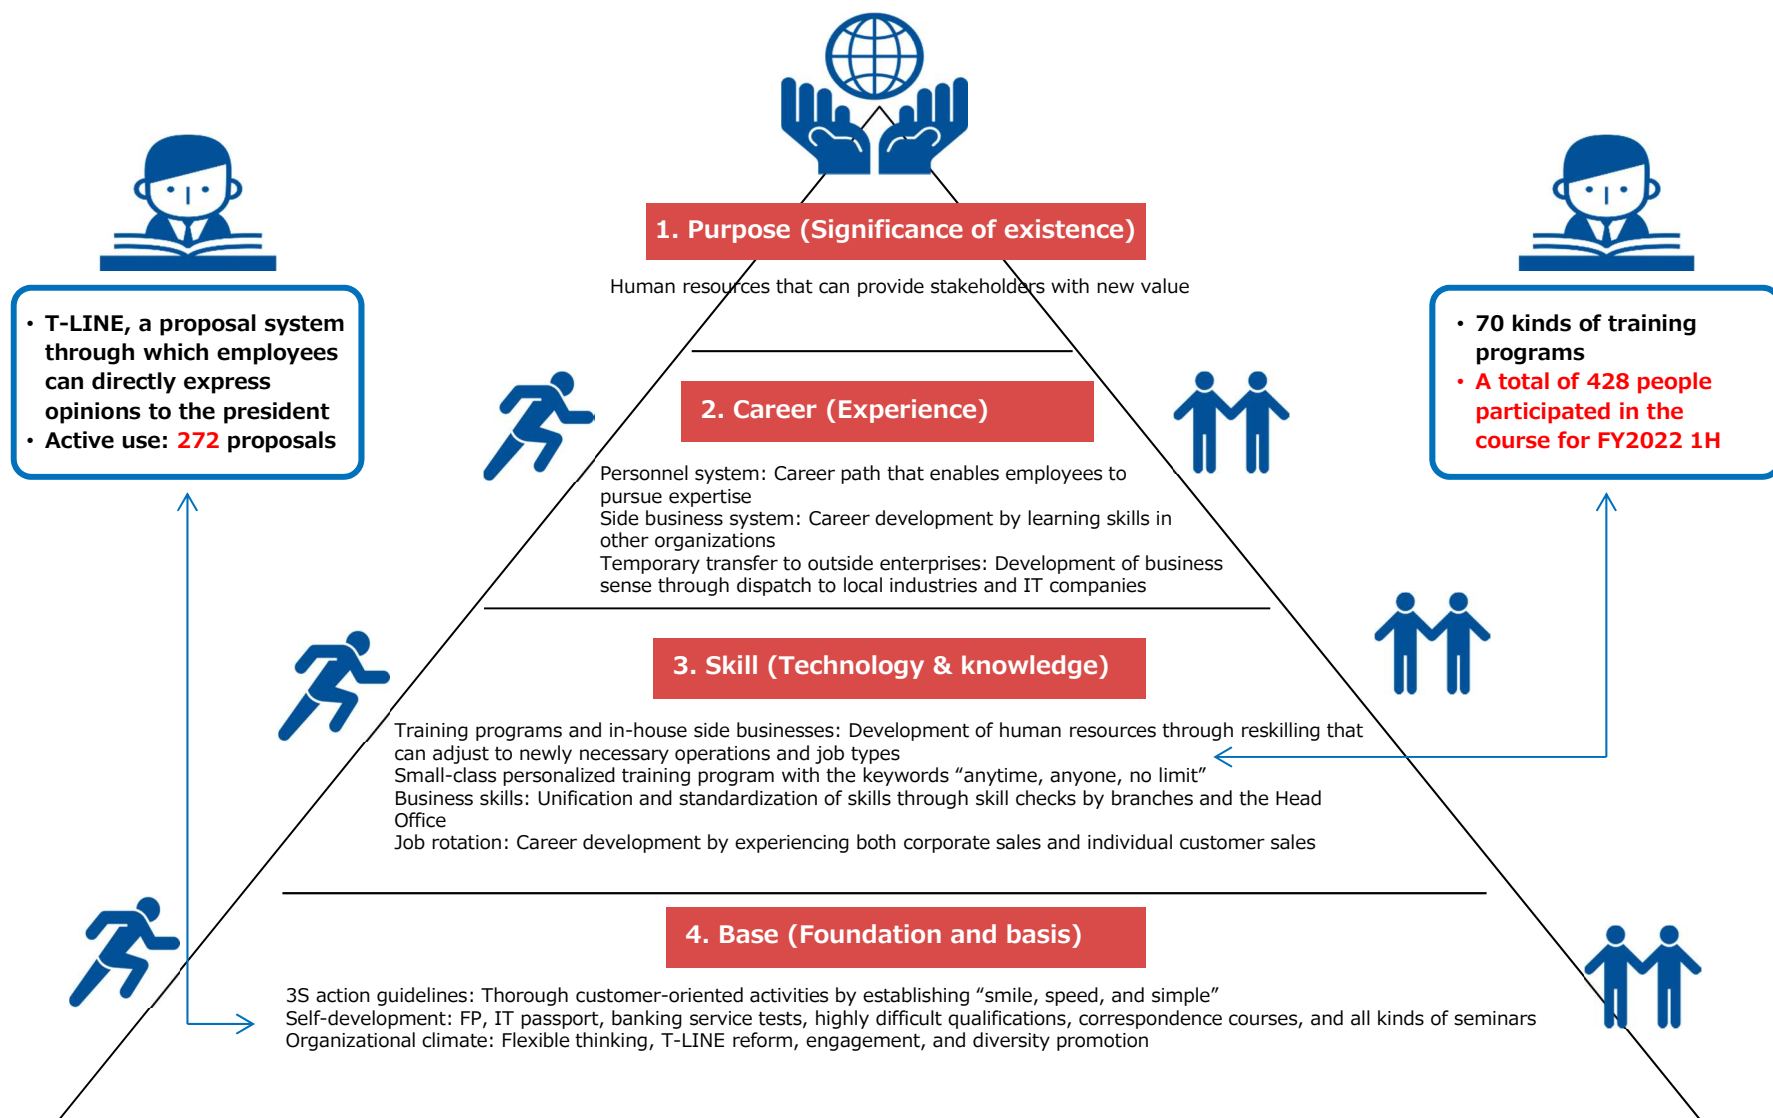 1. Purpose (Significance of existence)
Human resources that can provide stakeholders with new value
• T-LINE, a proposal system
through which employees
can directly express
opinions to the president
• Active use: 272 proposals
• 70 kinds of training
programs
• A total of 428 people
participated in the
course for FY2022 1H
2. Career (Experience)
Personnel system: Career path that enables employees to
pursue expertise
Side business system: Career development by learning skills in
other organizations
Temporary transfer to outside enterprises: Development of business
sense through dispatch to local industries and IT companies
3. Skill (Technology & knowledge)
Training programs and in-house side businesses: Development of human resources through reskilling that
can adjust to newly necessary operations and job types
Small-class personalized training program with the keywords “anytime, anyone, no limit”
Business skills: Unification and standardization of skills through skill checks by branches and the Head
Office
Job rotation: Career development by experiencing both corporate sales and individual customer sales
4. Base (Foundation and basis)
3S action guidelines: Thorough customer-oriented activities by establishing “smile, speed, and simple”
Self-development: FP, IT passport, banking service tests, highly difficult qualifications, correspondence courses, and all kinds of seminars
Organizational climate: Flexible thinking, T-LINE reform, engagement, and diversity promotion